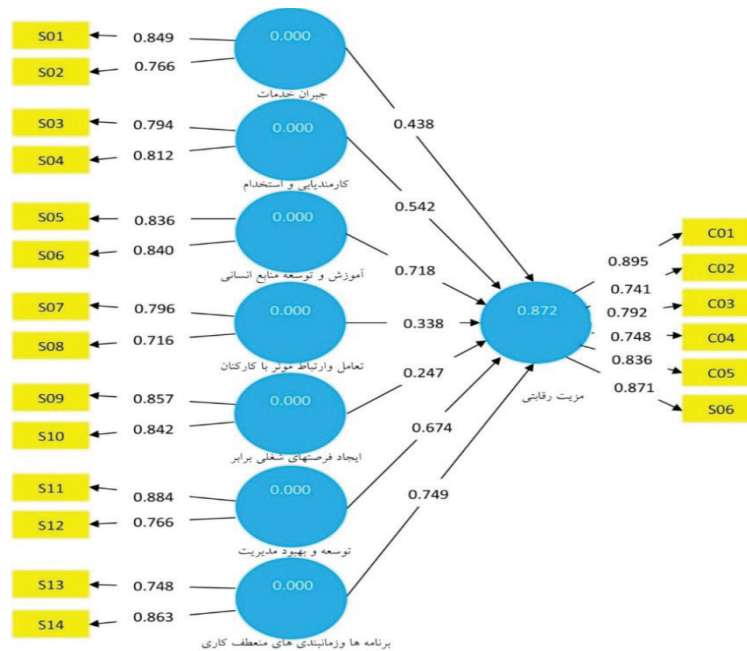 S01
0.849
0.000
S02
0.766
جبران خدمات
0.438
S03
0.794
0.000
S04
0.812
کارمندیابی و استخدام
0.542
S05
0.836
0.000
S06
0.840
آموزش و توسعه منابع انسانی
0.718
S07
0.796
0.000
S08
0.716
تعامل وارتباط موثر با کارکنان
0.338
S09
0.857
0.000
S10
0.842
ایجاد فرصتهای شغلی برابر
0.247
S11
0.884
0.000
S12
0.766
توسعه و بهبود مدیریت
0.674
S13
0.748
0.000
S14
0.863
برنامه ها وزمانبندی های منعطف کاری
0.749
0.872
مزیت رقابتی
0.895
C01
0.741
C02
0.792
C03
0.748
C04
0.836
C05
0.871
S06